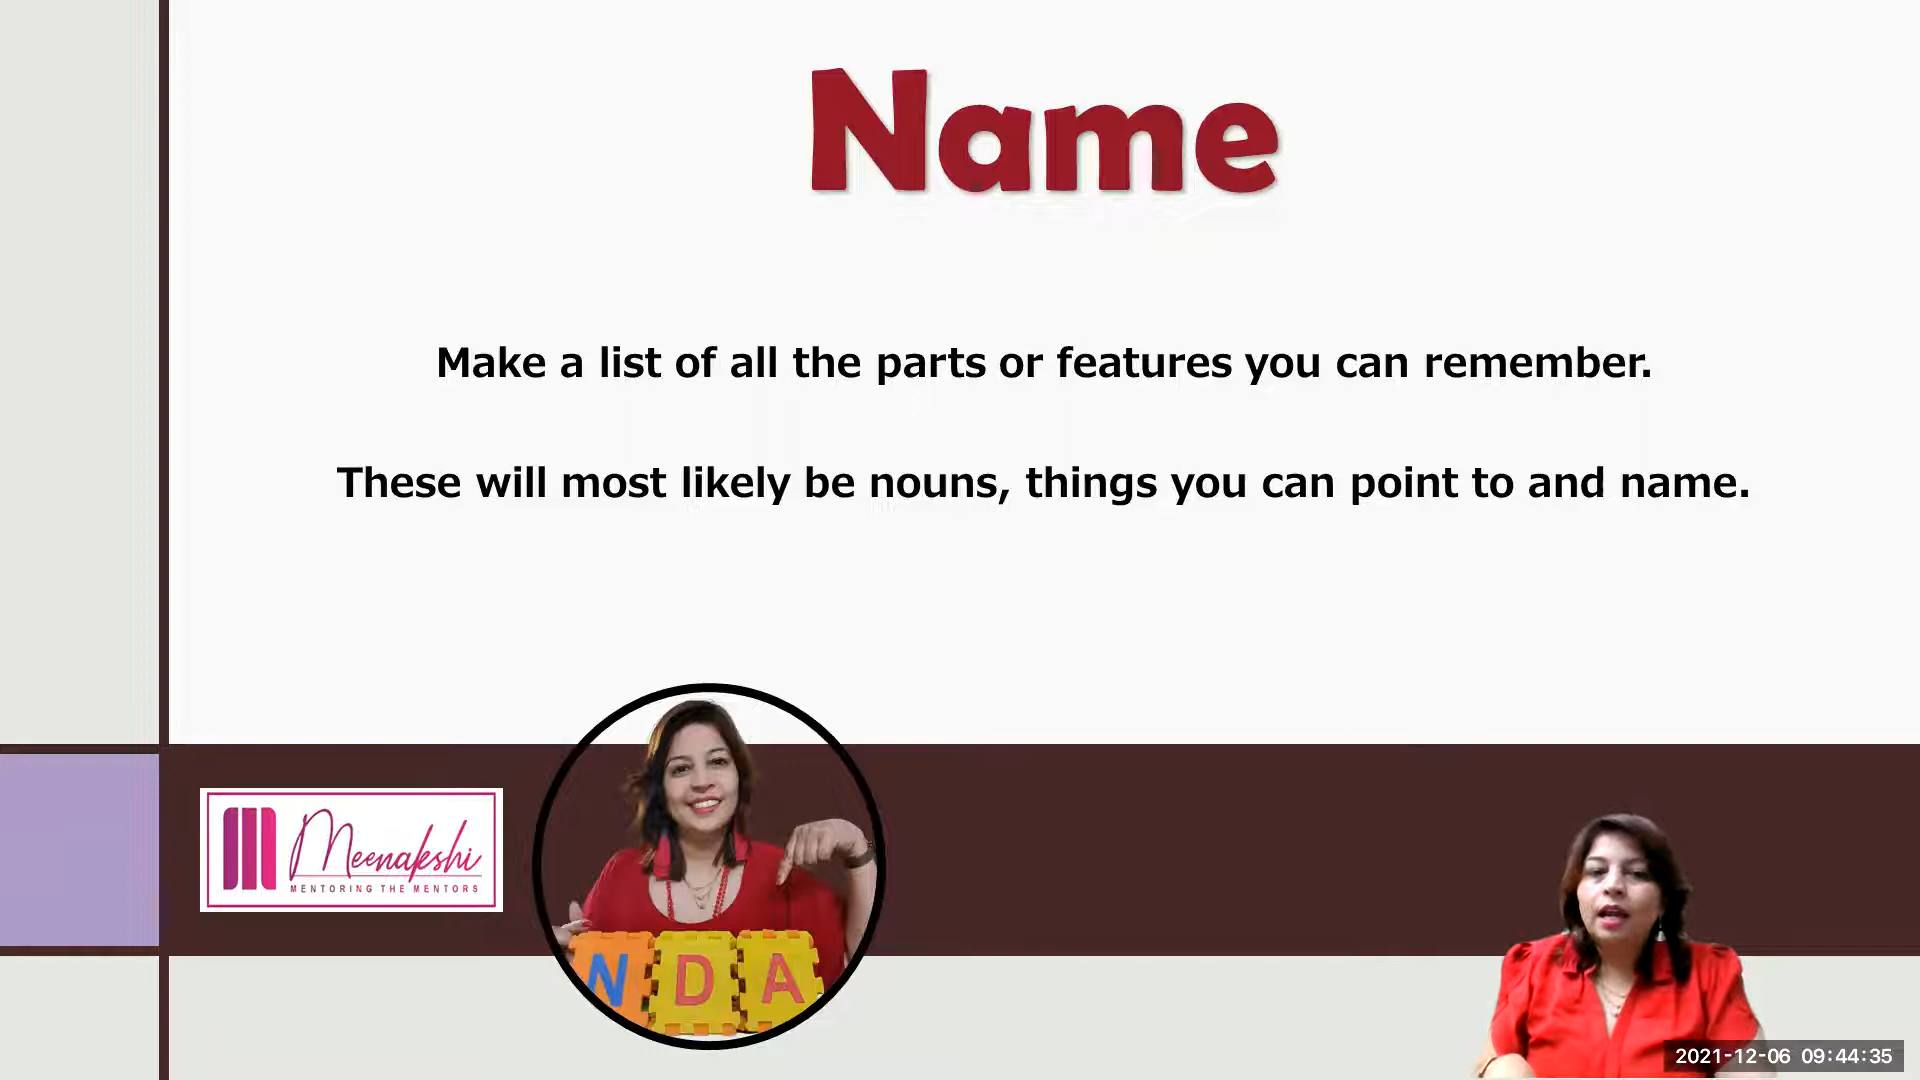 Name
Make a list of all the parts or features you can remember.
These will most likely be nouns, things you can point to and name.
Meenakshi
MENTORING THE MENTORS
N D A
2021-12-06 09:44:35